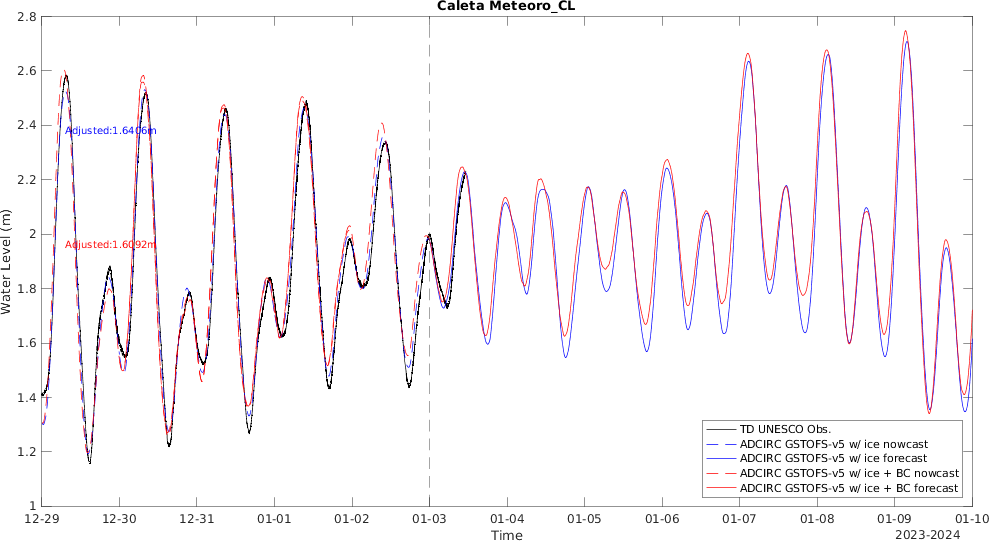 Caleta Meteoro_CL
2.8
2.6
2.4
2.2
2
1.8
1.6
1.4
1.2
1
Water Level (m)
Adjusted:1.6406m
Adjusted:1.6092m
TD UNESCO Obs.
ADCIRC GSTOFS-v5 w/ ice nowcast
ADCIRC GSTOFS-v5 w/ ice forecast
ADCIRC GSTOFS-v5 w/ ice + BC nowcast
ADCIRC GSTOFS-v5 w/ ice + BC forecast
12-29 12-30 12-31 01-01 01-02 01-03 01-04 01-05 01-06 01-07 01-08 01-09 01-10
Time
2023-2024